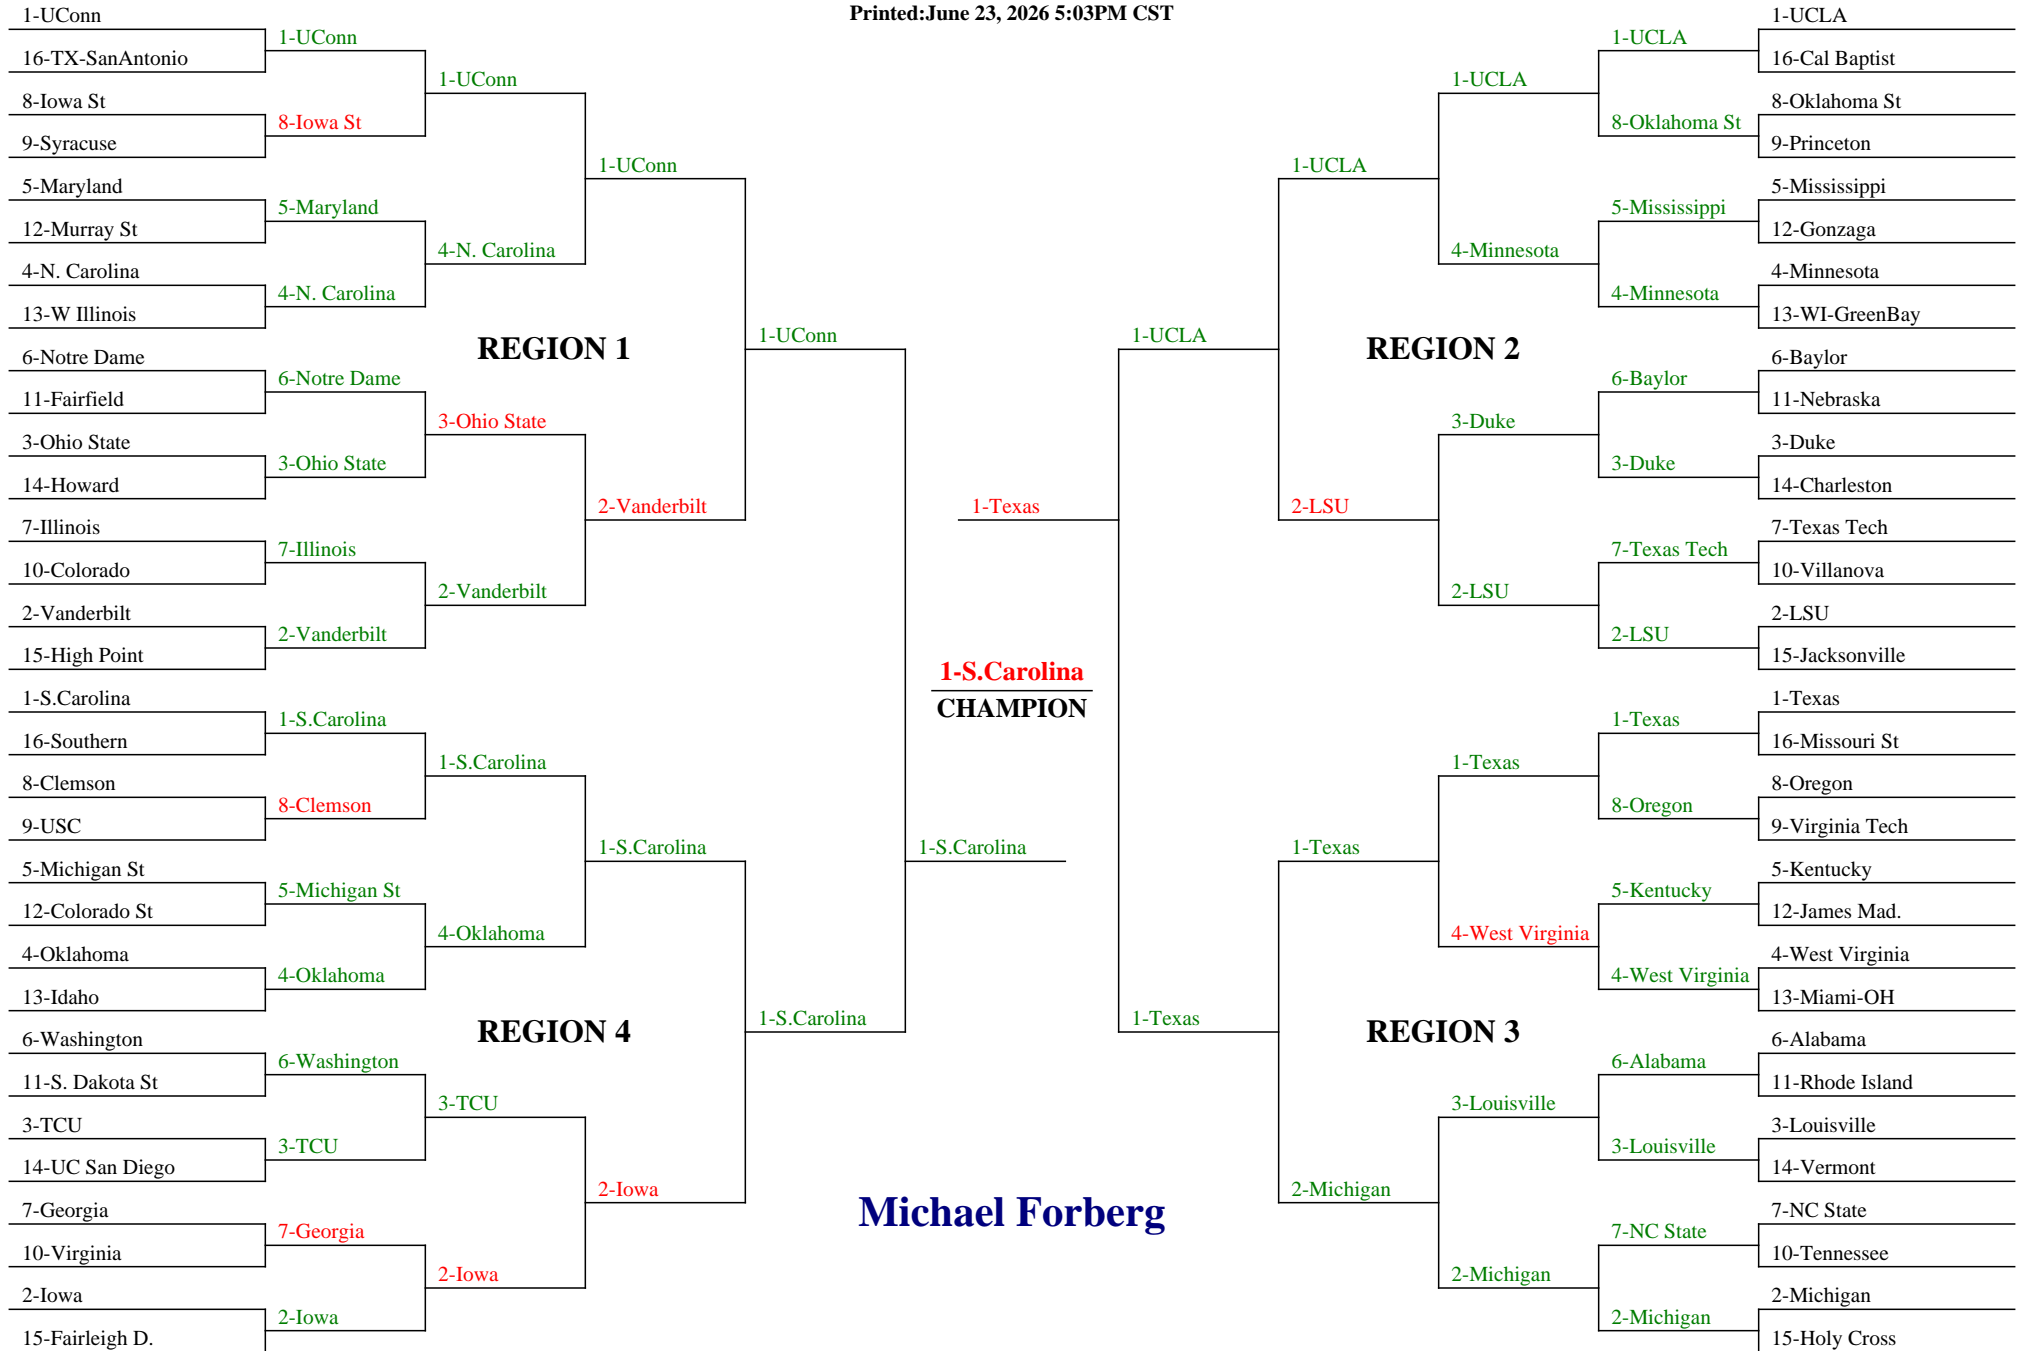 Printed:June 23, 2026 5:03PM CST
1-UConn
16-TX-SanAntonio
8-Iowa St
9-Syracuse
5-Maryland
12-Murray St
4-N. Carolina
13-W Illinois
6-Notre Dame
11-Fairfield
3-Ohio State
14-Howard
7-Illinois
10-Colorado
2-Vanderbilt
15-High Point
1-S.Carolina
16-Southern
8-Clemson
9-USC
5-Michigan St
12-Colorado St
4-Oklahoma
13-Idaho
6-Washington
11-S. Dakota St
3-TCU
14-UC San Diego
7-Georgia
10-Virginia
2-Iowa
15-Fairleigh D.
1-UConn
8-Iowa St
5-Maryland
4-N. Carolina
6-Notre Dame
3-Ohio State
7-Illinois
2-Vanderbilt
1-S.Carolina
8-Clemson
5-Michigan St
4-Oklahoma
6-Washington
3-TCU
7-Georgia
2-Iowa
1-UConn
4-N. Carolina
3-Ohio State
2-Vanderbilt
1-S.Carolina
4-Oklahoma
3-TCU
2-Iowa
REGION 1
REGION 4
1-UConn
2-Vanderbilt
1-S.Carolina
2-Iowa
1-UConn
1-S.Carolina
1-S.Carolina
1-Texas
1-S.Carolina
CHAMPION
Michael Forberg
1-UCLA
1-Texas
1-UCLA
2-LSU
1-Texas
2-Michigan
REGION 2
REGION 3
1-UCLA
4-Minnesota
3-Duke
2-LSU
1-Texas
4-West Virginia
3-Louisville
2-Michigan
1-UCLA
8-Oklahoma St
5-Mississippi
4-Minnesota
6-Baylor
3-Duke
7-Texas Tech
2-LSU
1-Texas
8-Oregon
5-Kentucky
4-West Virginia
6-Alabama
3-Louisville
7-NC State
2-Michigan
1-UCLA
16-Cal Baptist
8-Oklahoma St
9-Princeton
5-Mississippi
12-Gonzaga
4-Minnesota
13-WI-GreenBay
6-Baylor
11-Nebraska
3-Duke
14-Charleston
7-Texas Tech
10-Villanova
2-LSU
15-Jacksonville
1-Texas
16-Missouri St
8-Oregon
9-Virginia Tech
5-Kentucky
12-James Mad.
4-West Virginia
13-Miami-OH
6-Alabama
11-Rhode Island
3-Louisville
14-Vermont
7-NC State
10-Tennessee
2-Michigan
15-Holy Cross